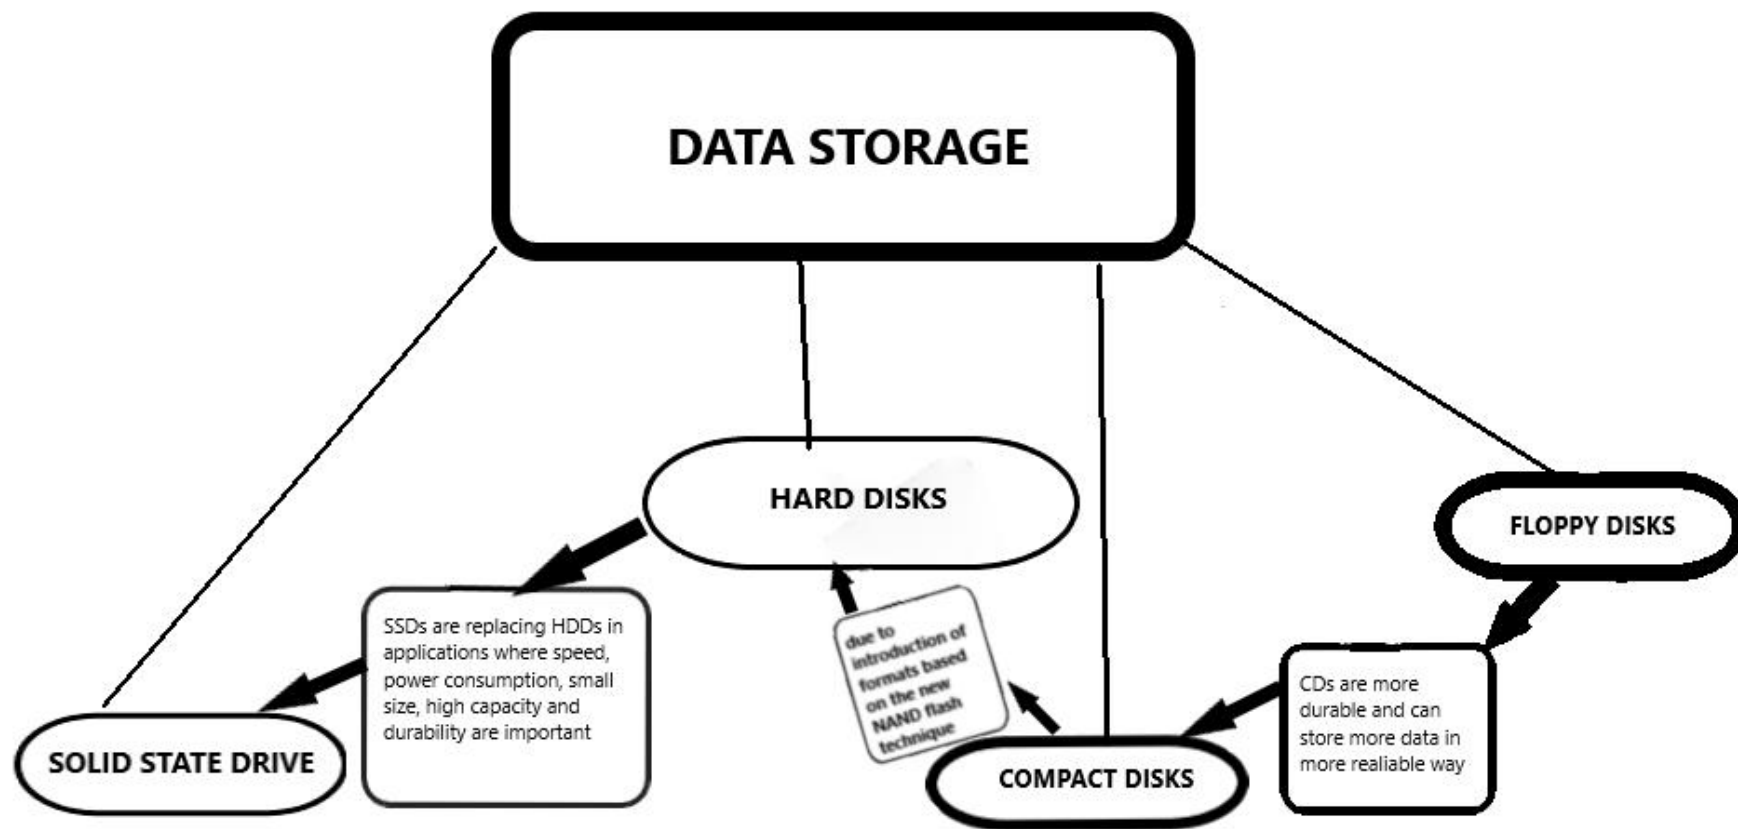 DATA STORAGE
HARD DISKS
FLOPPY DISKS
SSDs are replacing HDDs in
applications where speed,
power consumption, small
size, high capacity and
durability are important
due to
introduction of
formats based
on the new
NAND flash
technique
CDs are more
durable and can
store more data in
more realiable way
SOLID STATE DRIVE
COMPACT DISKS